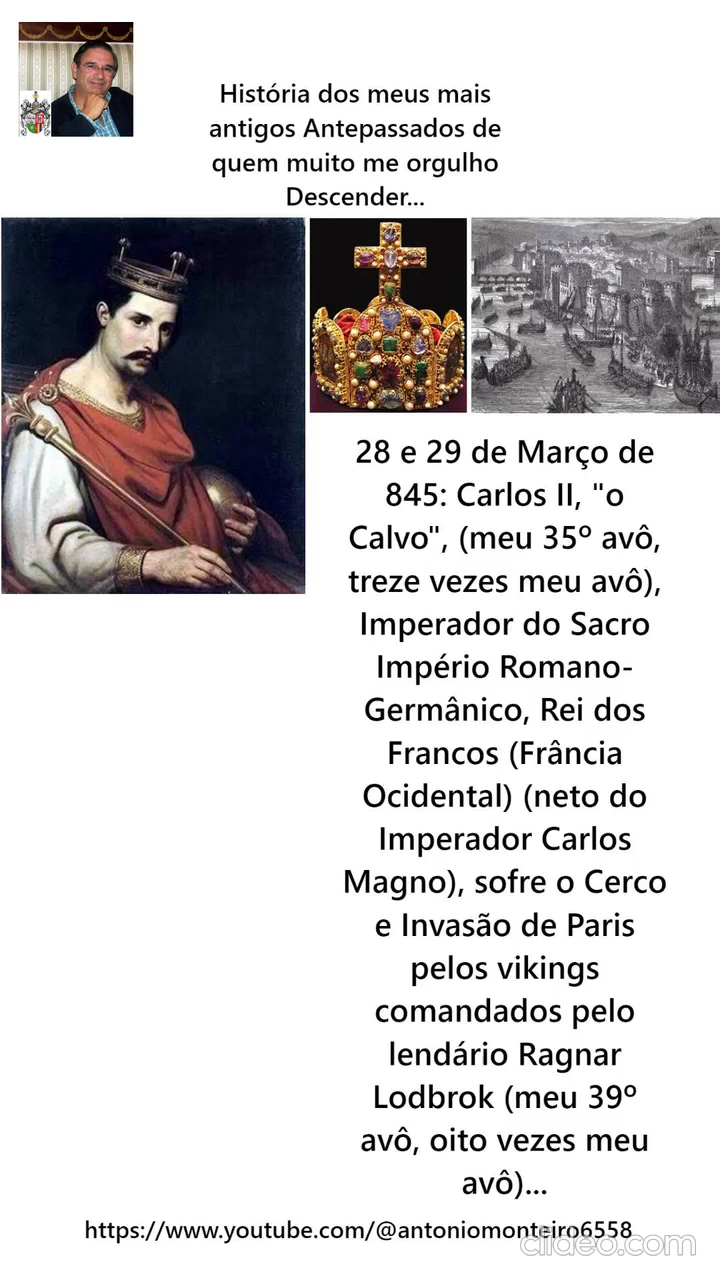 História dos meus mais
antigos Antepassados de
quem muito me orgulho
Descender...
28 e 29 de Março de
845: Carlos II, "o
Calvo", (meu 35º avô,
treze vezes meu avô),
Imperador do Sacro
Império Romano-
Germânico, Rei dos
Francos (Frância
Ocidental) (neto do
Imperador Carlos
Magno), sofre o Cerco
e Invasão de Paris
pelos vikings
comandados pelo
lendário Ragnar
Lodbrok (meu 39º
avô, oito vezes meu
avô)...
https://www.youtube.com/@antoniomonteiro6558
clideo.com